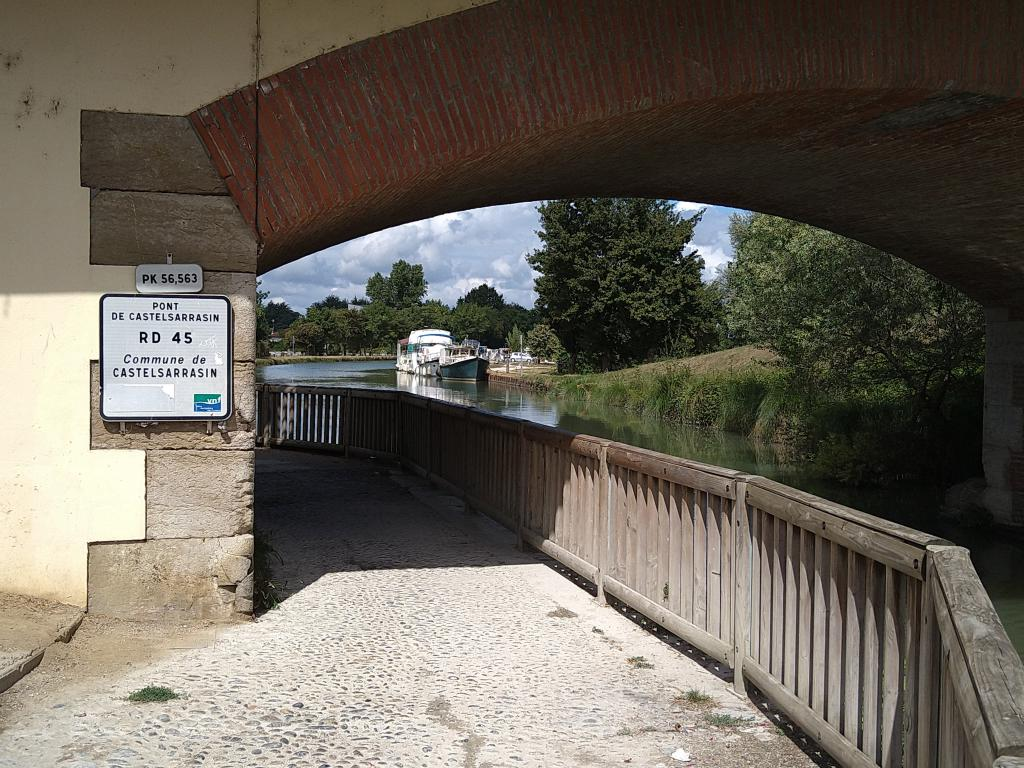 PK 56,563
PONT
DE CASTELSARRASIN
RD 45
Commune de
CASTELSARRASIN
vnf